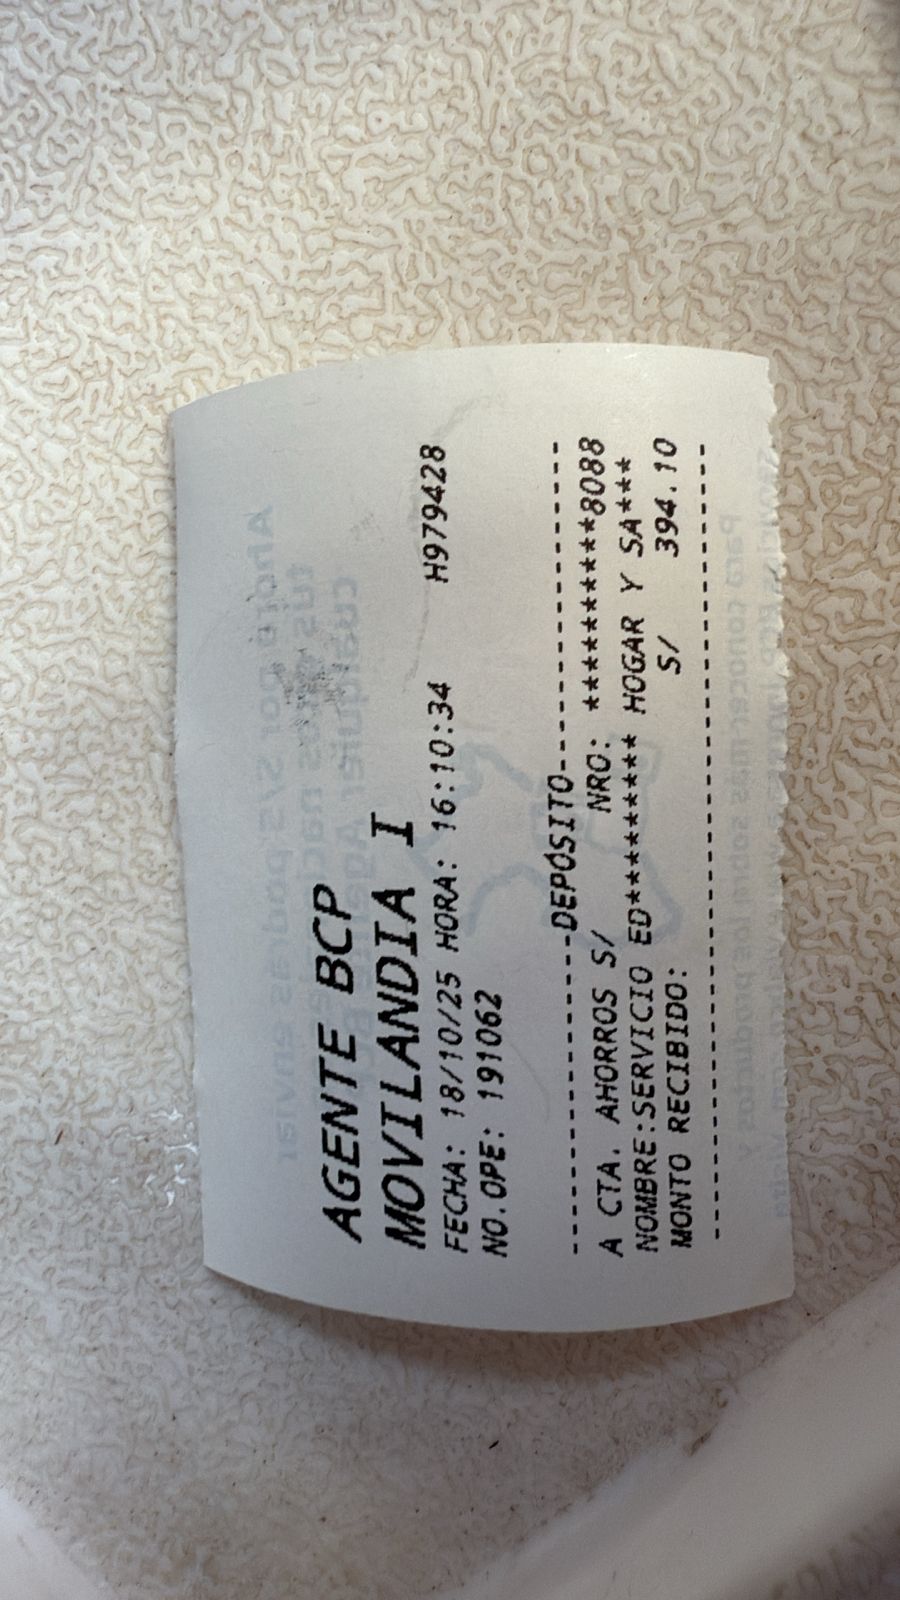 AGENTE BCP
MOVILANDIA I
FECHA: 18/10/25 HORA: 16:10:34 H979428
NO.OPE: 191062
------------------DEPÓSITO------------------
A CTA. AHORROS S/ NRO: **********8088
NOMBRE:SERVICIO ED********* HOGAR Y SA***
MONTO RECIBIDO: S/ 394.10
--------------------------------------------